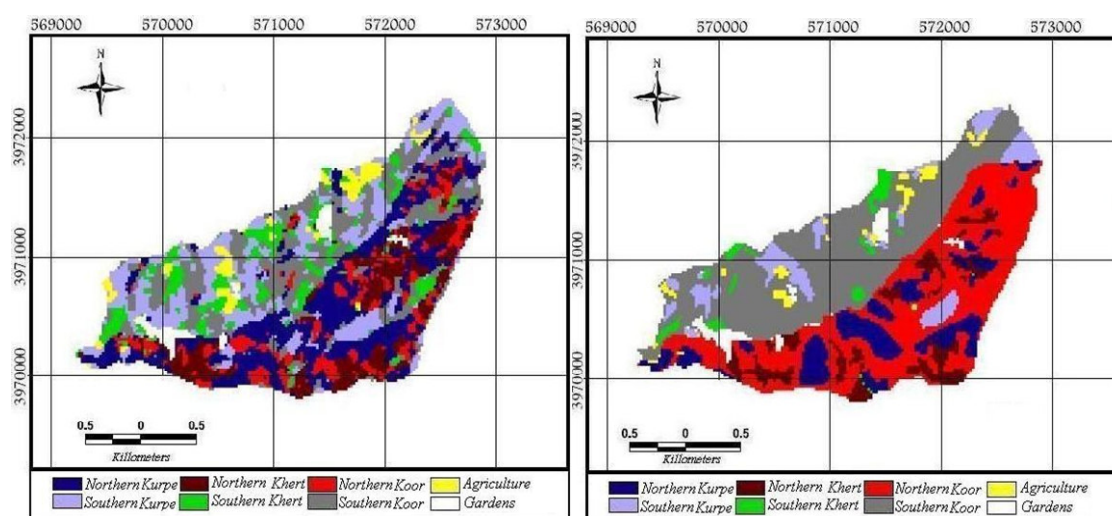 569000 570000 571000 572000 573000
N
3972000
3971000
3970000
0.5 0 0.5
Killometers
Northern Kurpe Northern Khert Northern Koor Agriculture
Southern Kurpe Southern Khert Southern Koor Gardens
569000 570000 571000 572000 573000
N
3972000
3971000
3970000
0.5 0 0.5
Killometers
Northern Kurpe Northern Khert Northern Koor Agriculture
Southern Kurpe Southern Khert Southern Koor Gardens